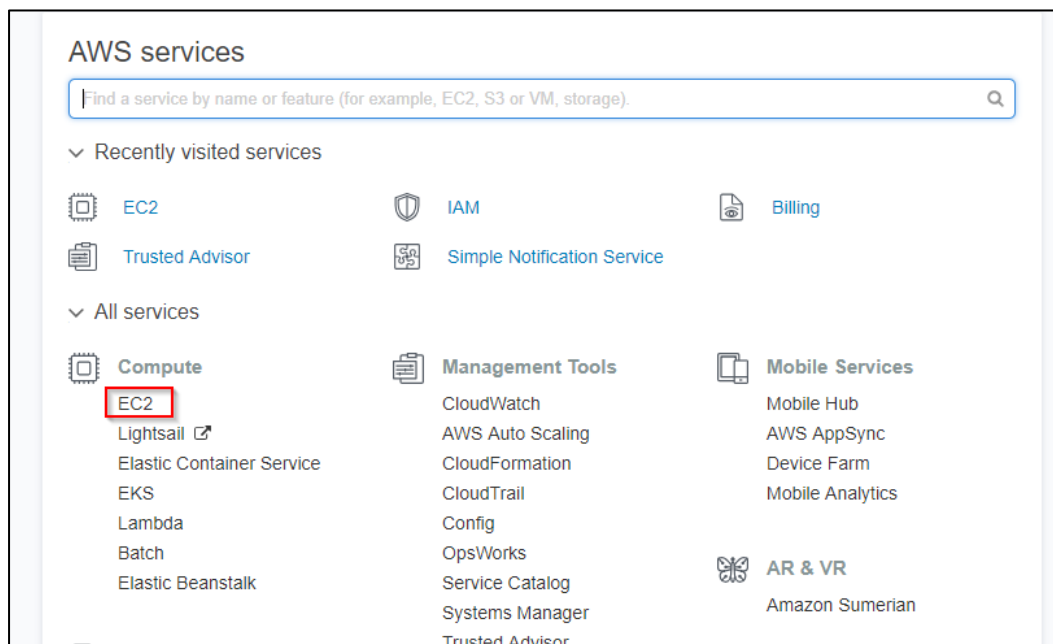 AWS services
Find a service by name or feature (for example, EC2, S3 or VM, storage).
Recently visited services
EC2
IAM
Billing
Trusted Advisor
Simple Notification Service
All services
Compute
EC2
Lightsail
Elastic Container Service
EKS
Lambda
Batch
Elastic Beanstalk
Management Tools
CloudWatch
AWS Auto Scaling
CloudFormation
CloudTrail
Config
OpsWorks
Service Catalog
Systems Manager
Trusted Advisor
Mobile Services
Mobile Hub
AWS AppSync
Device Farm
Mobile Analytics
AR & VR
Amazon Sumerian